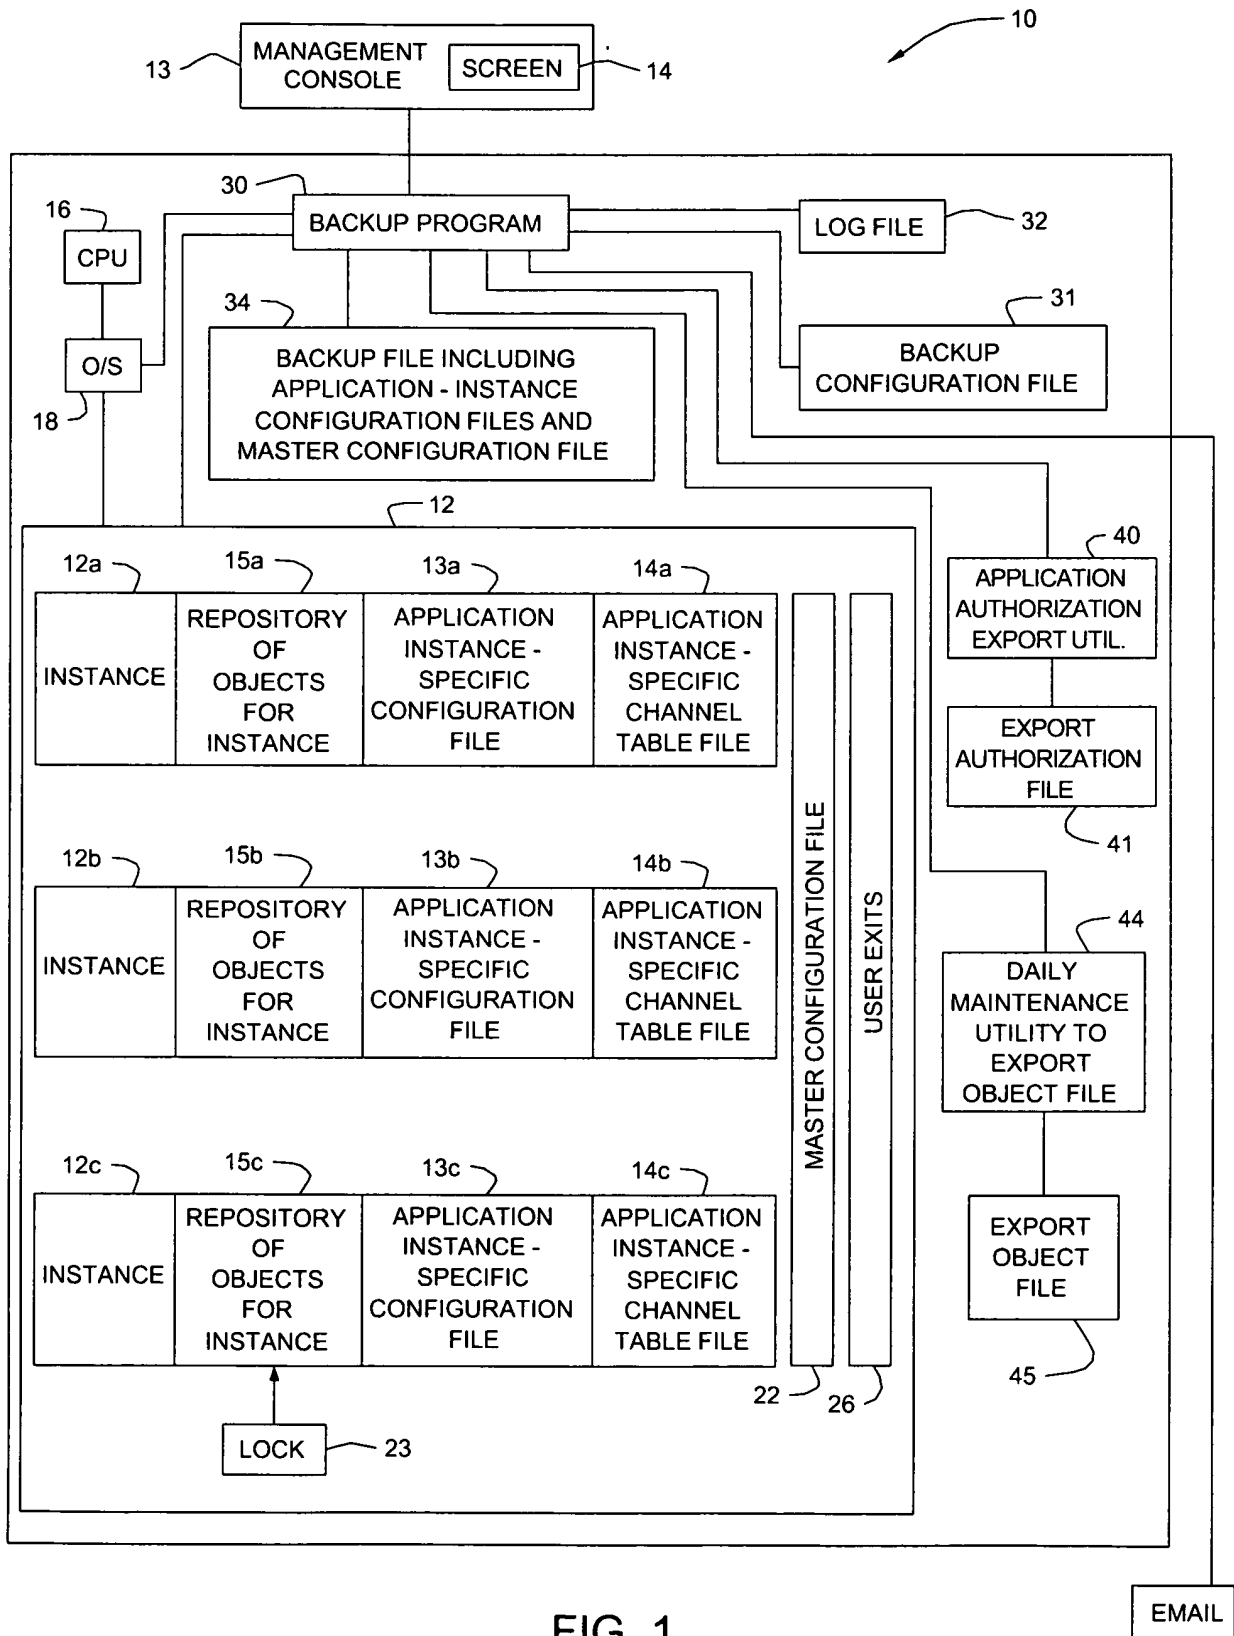 10
MANAGEMENT
CONSOLE
SCREEN
13
14
30
BACKUP PROGRAM
16
CPU
LOG FILE
32
34
31
O/S
18
BACKUP FILE INCLUDING
APPLICATION - INSTANCE
CONFIGURATION FILES AND
MASTER CONFIGURATION FILE
BACKUP
CONFIGURATION FILE
12
12a
15a
13a
14a
INSTANCE
REPOSITORY
OF
OBJECTS
FOR
INSTANCE
APPLICATION
INSTANCE -
SPECIFIC
CONFIGURATION
FILE
APPLICATION
INSTANCE -
SPECIFIC
CHANNEL
TABLE FILE
40
APPLICATION
AUTHORIZATION
EXPORT UTIL.
EXPORT
AUTHORIZATION
FILE
41
12b
15b
13b
14b
INSTANCE
REPOSITORY
OF
OBJECTS
FOR
INSTANCE
APPLICATION
INSTANCE -
SPECIFIC
CONFIGURATION
FILE
APPLICATION
INSTANCE -
SPECIFIC
CHANNEL
TABLE FILE
MASTER CONFIGURATION FILE
USER EXITS
44
DAILY
MAINTENANCE
UTILITY TO
EXPORT
OBJECT FILE
12c
15c
13c
14c
INSTANCE
REPOSITORY
OF
OBJECTS
FOR
INSTANCE
APPLICATION
INSTANCE -
SPECIFIC
CONFIGURATION
FILE
APPLICATION
INSTANCE -
SPECIFIC
CHANNEL
TABLE FILE
EXPORT
OBJECT
FILE
45
22
26
LOCK
23
EMAIL
FIG. 1